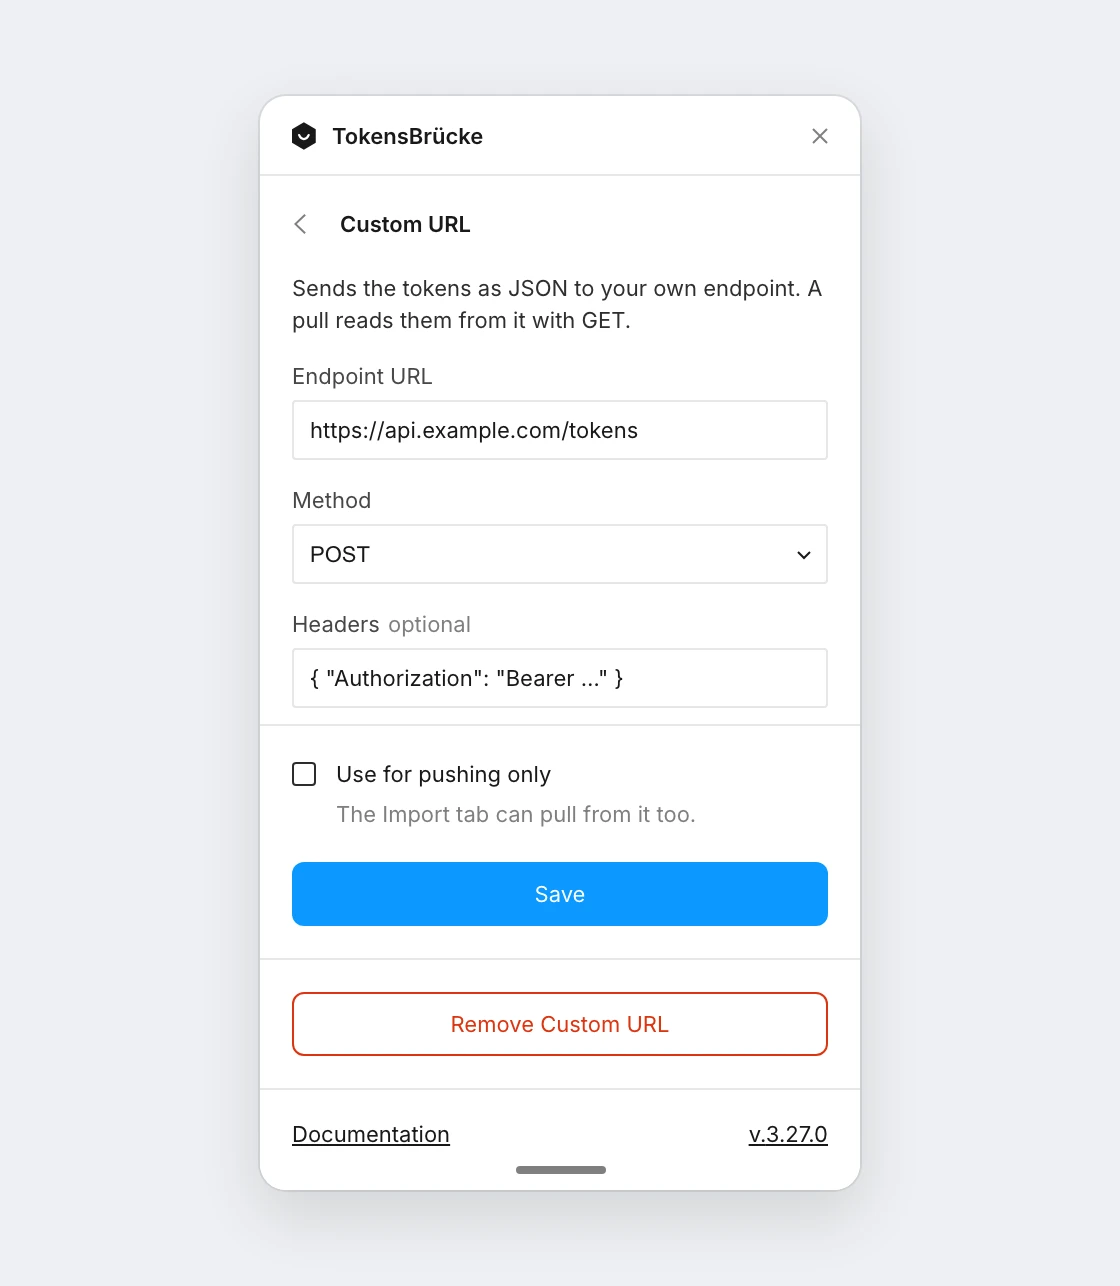 TokensBrücke
Custom URL
Sends the tokens as JSON to your own endpoint. A
pull reads them from it with GET.
Endpoint URL
https://api.example.com/tokens
Method
POST
Headers optional
{ "Authorization": "Bearer ..." }
Use for pushing only
The Import tab can pull from it too.
Save
Remove Custom URL
Documentation
v.3.27.0